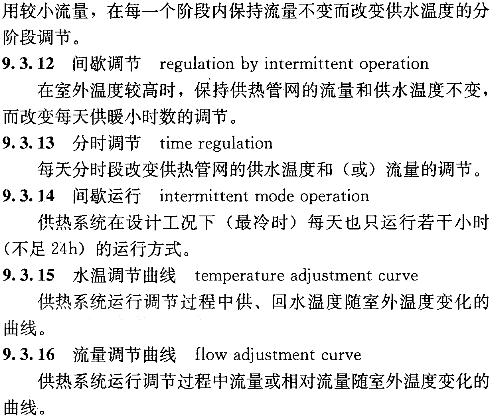 用较小流量，在每一个阶段内保持流量不变而改变供水温度的分
阶段调节。
9.3.12 间歇调节 regulation by intermittent operation
在室外温度较高时，保持供热管网的流量和供水温度不变，
而改变每天供暖小时数的调节。
9.3.13 分时调节 time regulation
每天分时段改变供热管网的供水温度和（或）流量的调节。
9.3.14 间歇运行 intermittent mode operation
供热系统在设计工况下（最冷时）每天也只运行若干小时
（不足24h）的运行方式。
9.3.15 水温调节曲线 temperature adjustment curve
供热系统运行调节过程中供、回水温度随室外温度变化的
曲线。
9.3.16 流量调节曲线 flow adjustment curve
供热系统运行调节过程中流量或相对流量随室外温度变化的
曲线。